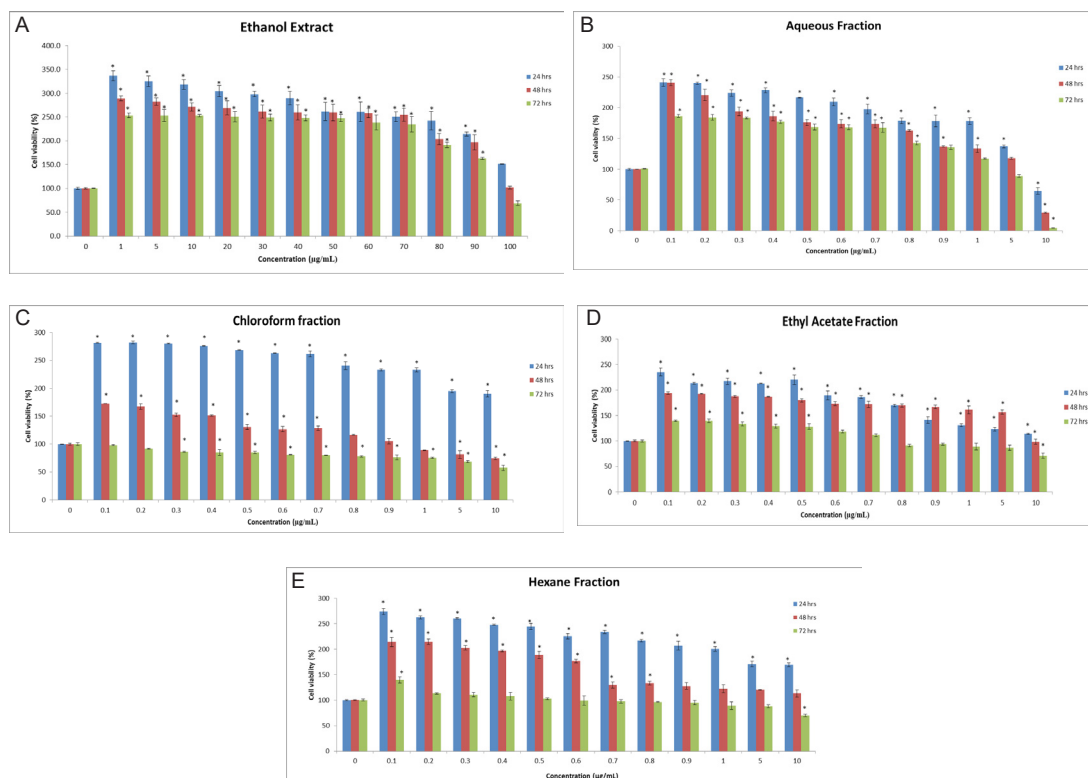 A
Ethanol Extract
400.0
350.0
300.0
250.0
200.0
150.0
100.0
50.0
0.0
Cell viability (%)
0 1 5 10 20 30 40 50 60 70 80 90 100
Concentration (µg/mL)
24 hrs
48 hrs
72 hrs
B
Aqueous Fraction
300
250
200
150
100
50
0
Cell viability (%)
0 0.1 0.2 0.3 0.4 0.5 0.6 0.7 0.8 0.9 1 5 10
Concentration (µg/mL)
24 hrs
48 hrs
72 hrs
C
Chloroform fraction
300
250
200
150
100
50
0
Cell viability (%)
0 0.1 0.2 0.3 0.4 0.5 0.6 0.7 0.8 0.9 1 5 10
Concentration (µg/mL)
24 hrs
48 hrs
72 hrs
D
Ethyl Acetate Fraction
300
250
200
150
100
50
0
Cell viability (%)
0 0.1 0.2 0.3 0.4 0.5 0.6 0.7 0.8 0.9 1 5 10
Concentration (µg/mL)
24 hrs
48 hrs
72 hrs
E
Hexane Fraction
300
250
200
150
100
50
0
Cell viability (%)
0 0.1 0.2 0.3 0.4 0.5 0.6 0.7 0.8 0.9 1 5 10
Concentration (µg/mL)
24 hrs
48 hrs
72 hrs